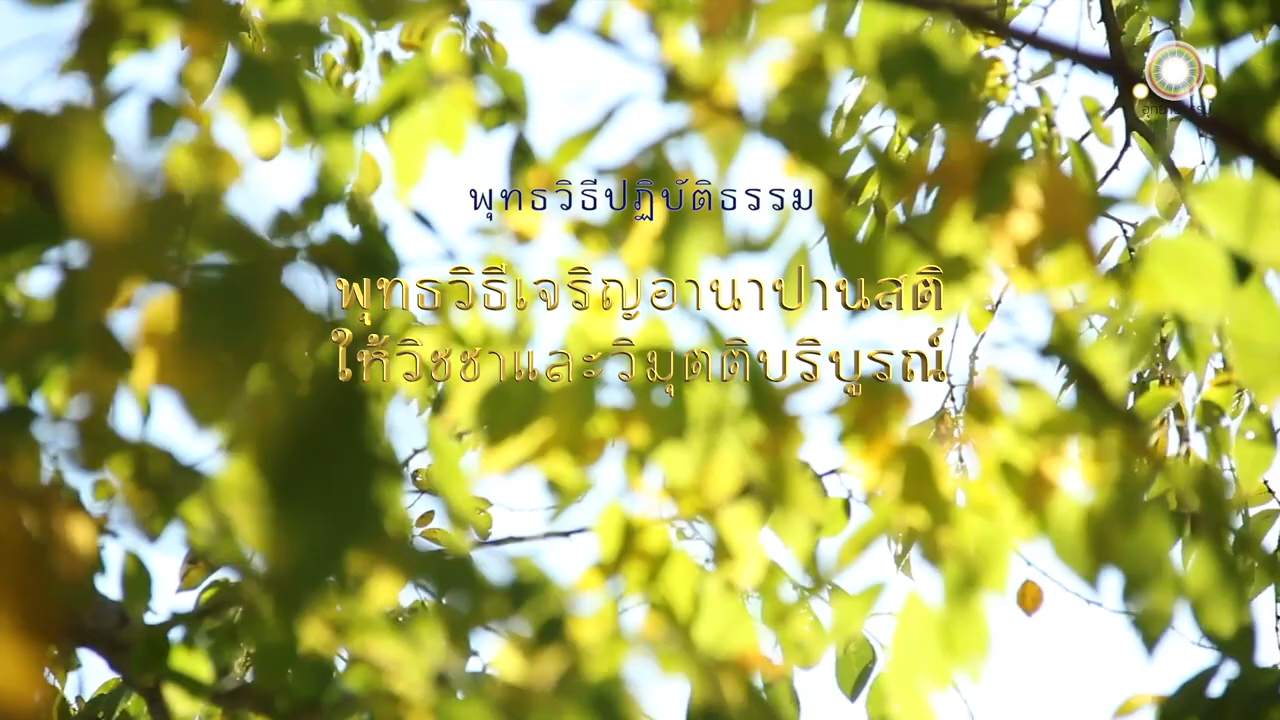 พุทธวิธีปฏิบัติธรรม
พุทธวิธีเจริญอานาปานสติ
ให้วิชชาและวิมุตติบริบูรณ์